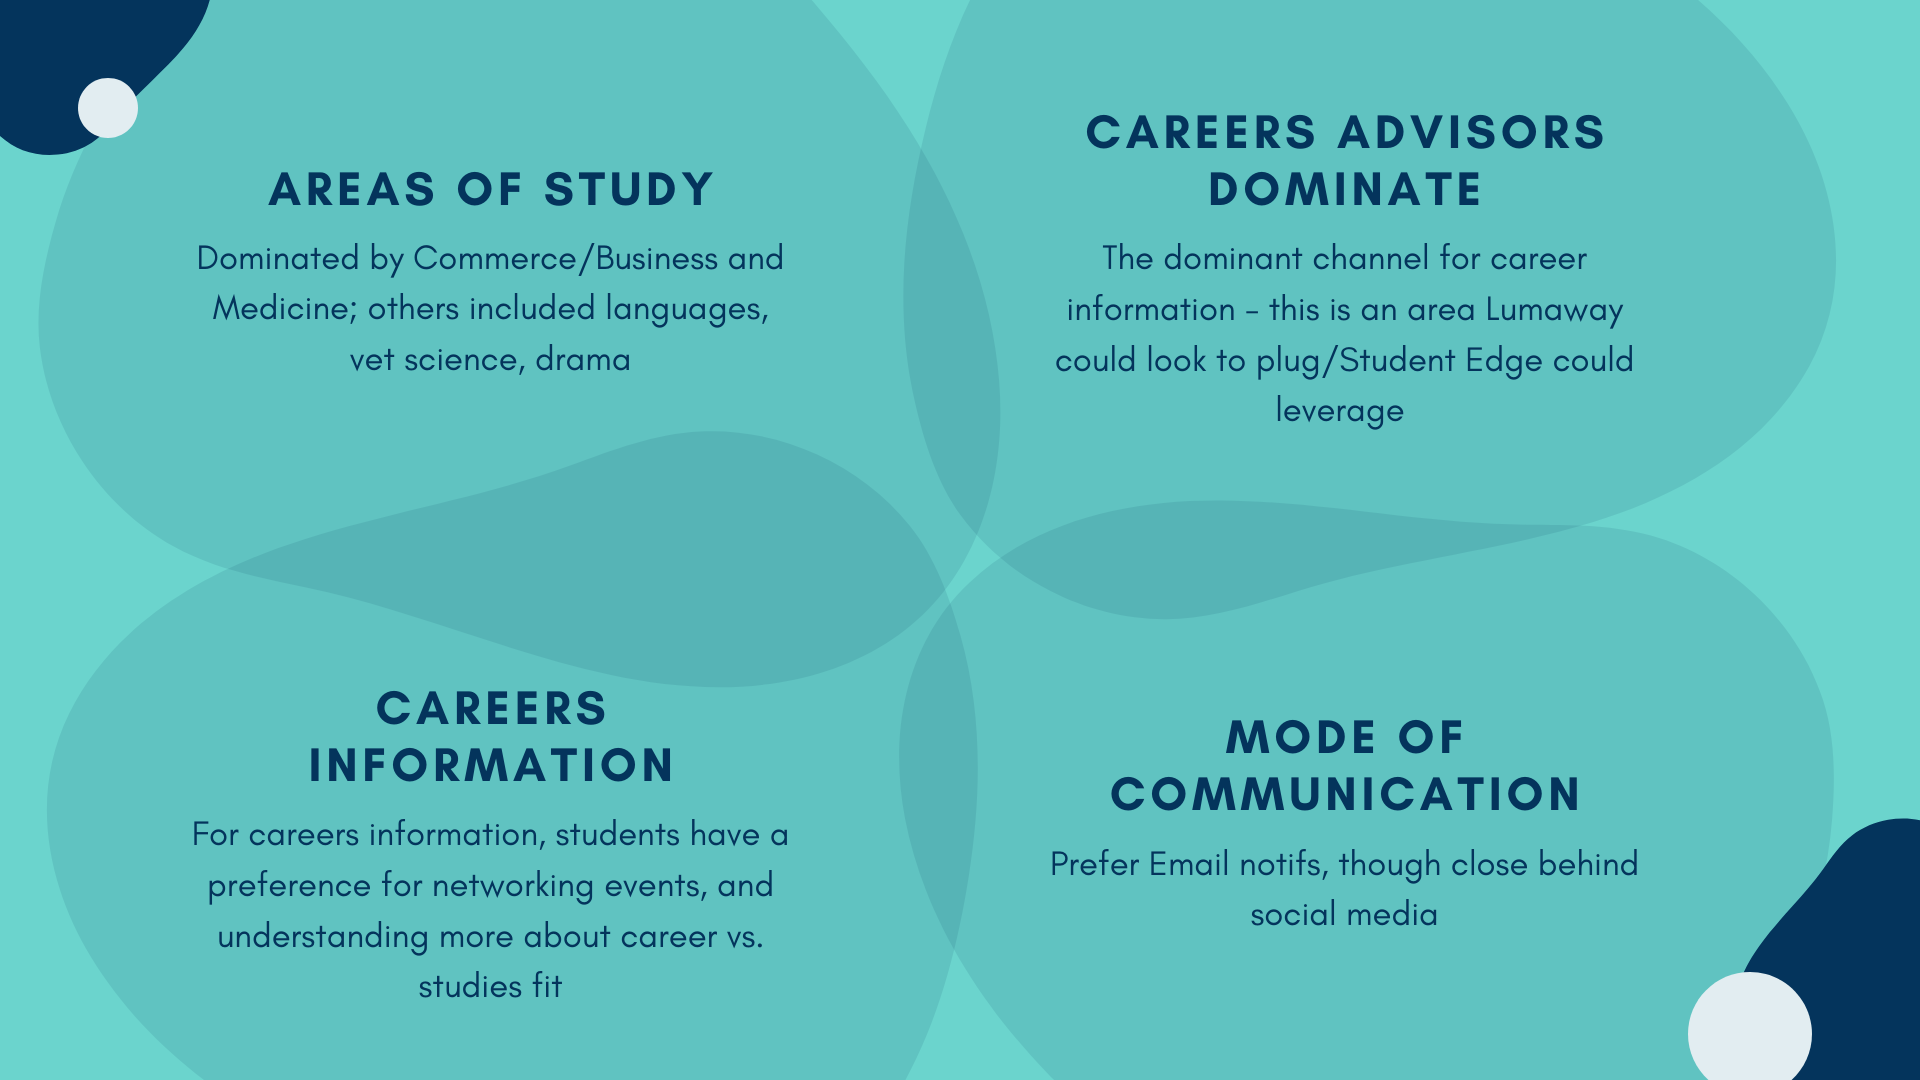 AREAS OF STUDY
Dominated by Commerce/Business and
Medicine; others included languages,
vet science, drama
CAREERS ADVISORS
DOMINATE
The dominant channel for career
information - this is an area Lumaway
could look to plug/Student Edge could
leverage
CAREERS
INFORMATION
For careers information, students have a
preference for networking events, and
understanding more about career vs.
studies fit
MODE OF
COMMUNICATION
Prefer Email notifs, though close behind
social media